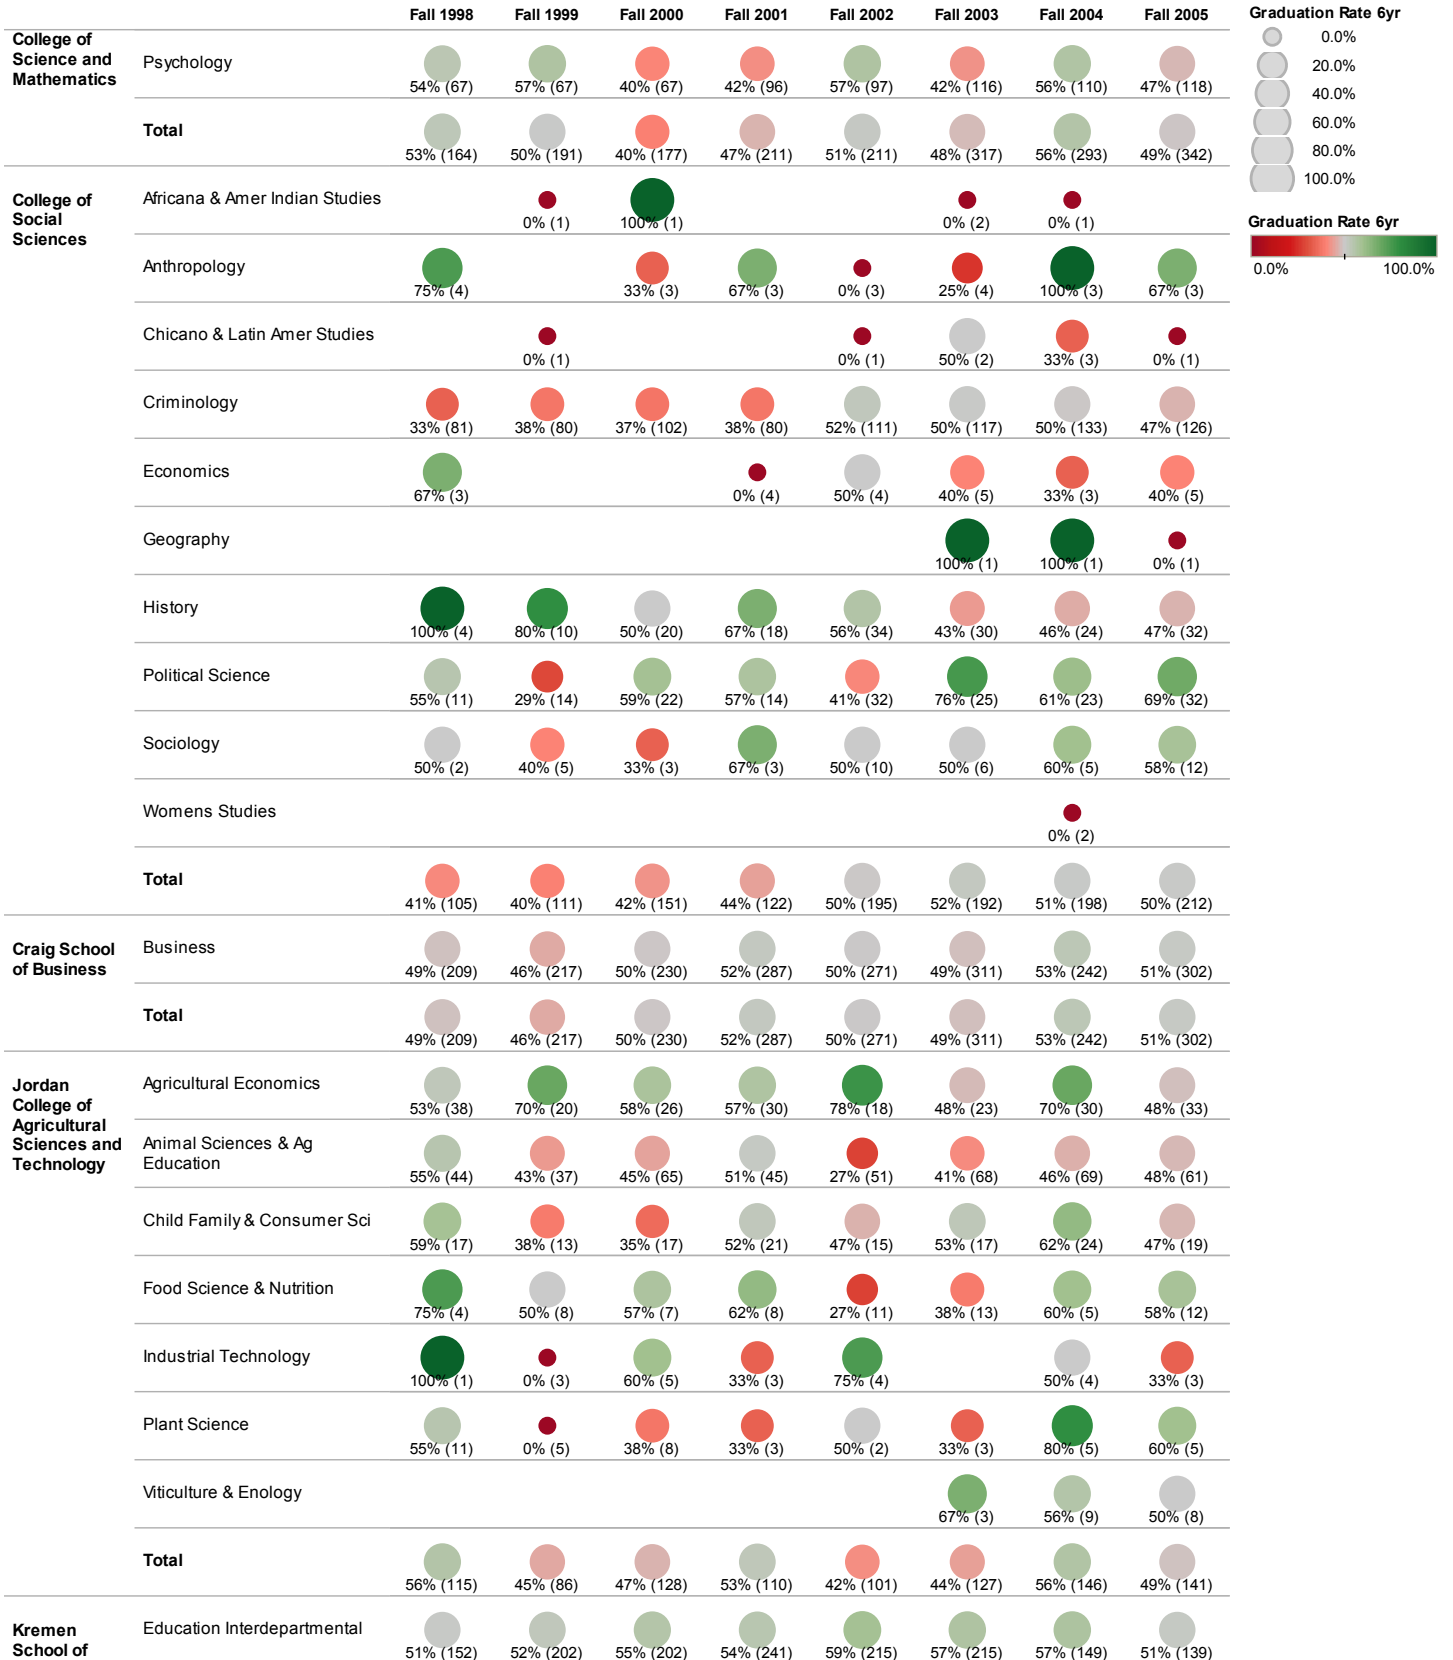 Fall 1998 Fall 1999 Fall 2000 Fall 2001 Fall 2002 Fall 2003 Fall 2004 Fall 2005
College of
Science and
Mathematics
Psychology
54% (67) 57% (67) 40% (67) 42% (96) 57% (97) 42% (116) 56% (110) 47% (118)
Total
53% (164) 50% (191) 40% (177) 47% (211) 51% (211) 48% (317) 56% (293) 49% (342)
College of
Social
Sciences
Africana & Amer Indian Studies
0% (1) 100% (1) 0% (2) 0% (1)
Anthropology
75% (4) 33% (3) 67% (3) 0% (3) 25% (4) 100% (3) 67% (3)
Chicano & Latin Amer Studies
0% (1) 0% (1) 50% (2) 33% (3) 0% (1)
Criminology
33% (81) 38% (80) 37% (102) 38% (80) 52% (111) 50% (117) 50% (133) 47% (126)
Economics
67% (3) 0% (4) 50% (4) 40% (5) 33% (3) 40% (5)
Geography
100% (1) 100% (1) 0% (1)
History
100% (4) 80% (10) 50% (20) 67% (18) 56% (34) 43% (30) 46% (24) 47% (32)
Political Science
55% (11) 29% (14) 59% (22) 57% (14) 41% (32) 76% (25) 61% (23) 69% (32)
Sociology
50% (2) 40% (5) 33% (3) 67% (3) 50% (10) 50% (6) 60% (5) 58% (12)
Womens Studies
0% (2)
Total
41% (105) 40% (111) 42% (151) 44% (122) 50% (195) 52% (192) 51% (198) 50% (212)
Craig School
of Business
Business
49% (209) 46% (217) 50% (230) 52% (287) 50% (271) 49% (311) 53% (242) 51% (302)
Total
49% (209) 46% (217) 50% (230) 52% (287) 50% (271) 49% (311) 53% (242) 51% (302)
Jordan
College of
Agricultural
Sciences and
Technology
Agricultural Economics
53% (38) 70% (20) 58% (26) 57% (30) 78% (18) 48% (23) 70% (30) 48% (33)
Animal Sciences & Ag
Education
55% (44) 43% (37) 45% (65) 51% (45) 27% (51) 41% (68) 46% (69) 48% (61)
Child Family & Consumer Sci
59% (17) 38% (13) 35% (17) 52% (21) 47% (15) 53% (17) 62% (24) 47% (19)
Food Science & Nutrition
75% (4) 50% (8) 57% (7) 62% (8) 27% (11) 38% (13) 60% (5) 58% (12)
Industrial Technology
100% (1) 0% (3) 60% (5) 33% (3) 75% (4) 50% (4) 33% (3)
Plant Science
55% (11) 0% (5) 38% (8) 33% (3) 50% (2) 33% (3) 80% (5) 60% (5)
Viticulture & Enology
67% (3) 56% (9) 50% (8)
Total
56% (115) 45% (86) 47% (128) 53% (110) 42% (101) 44% (127) 56% (146) 49% (141)
Kremen
School of
Education Interdepartmental
51% (152) 52% (202) 55% (202) 54% (241) 59% (215) 57% (215) 57% (149) 51% (139)
Graduation Rate 6yr
0.0%
20.0%
40.0%
60.0%
80.0%
100.0%
Graduation Rate 6yr
0.0% 100.0%